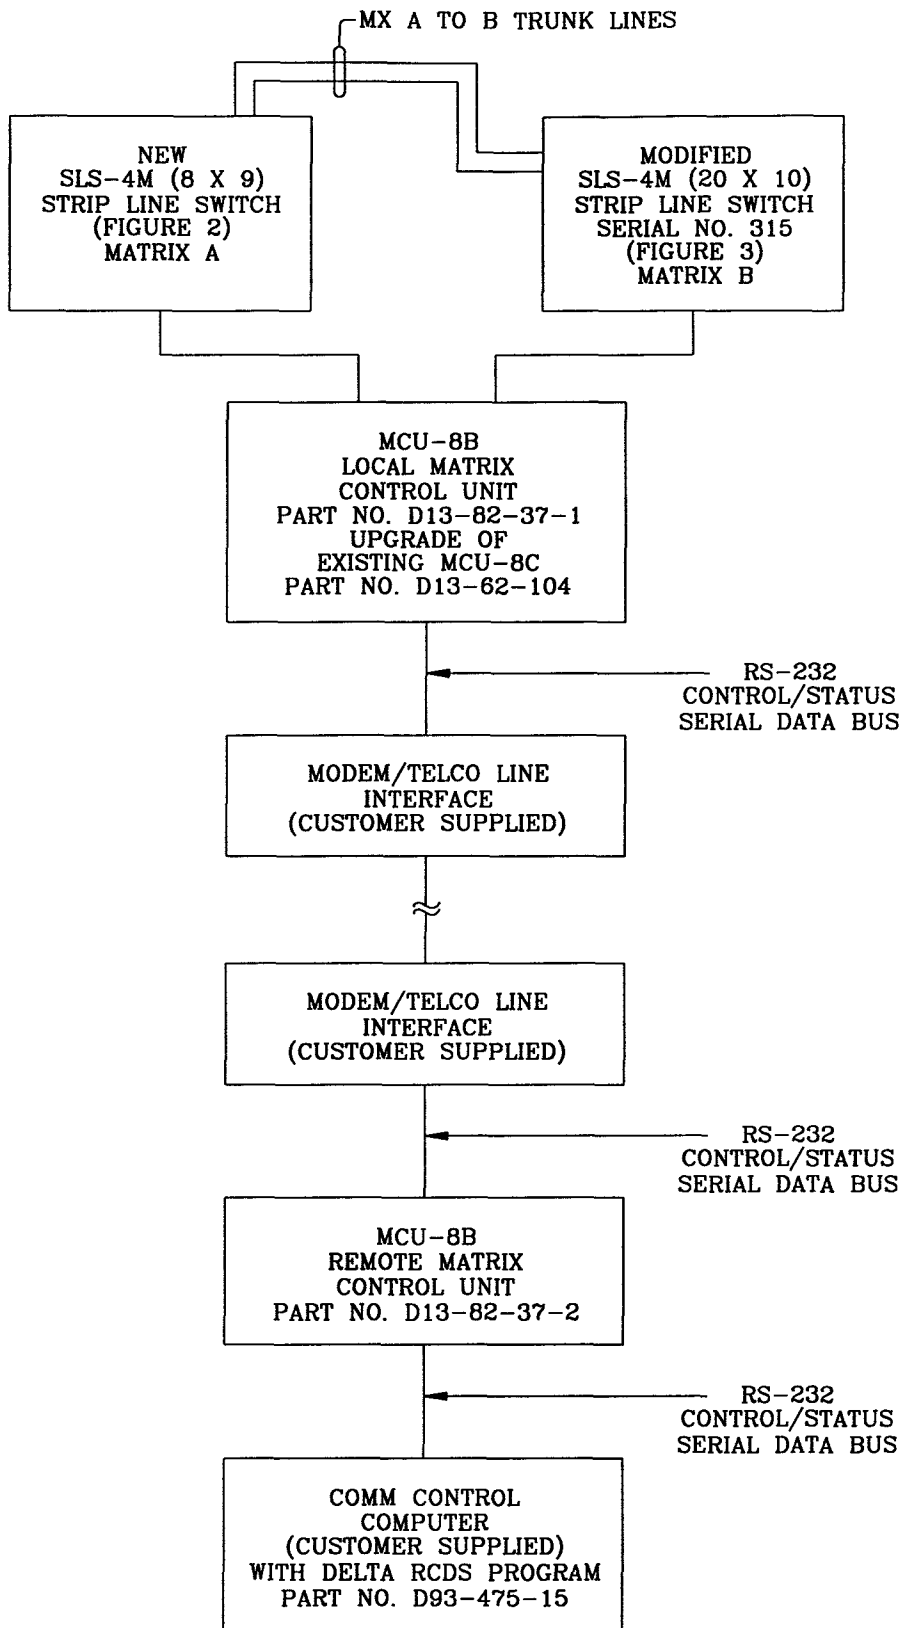 MX A TO B TRUNK LINES
NEW
SLS-4M (8 X 9)
STRIP LINE SWITCH
(FIGURE 2)
MATRIX A
MODIFIED
SLS-4M (20 X 10)
STRIP LINE SWITCH
SERIAL NO. 315
(FIGURE 3)
MATRIX B
MCU-8B
LOCAL MATRIX
CONTROL UNIT
PART NO. D13-82-37-1
UPGRADE OF
EXISTING MCU-8C
PART NO. D13-62-104
RS-232
CONTROL/STATUS
SERIAL DATA BUS
MODEM/TELCO LINE
INTERFACE
(CUSTOMER SUPPLIED)
MODEM/TELCO LINE
INTERFACE
(CUSTOMER SUPPLIED)
RS-232
CONTROL/STATUS
SERIAL DATA BUS
MCU-8B
REMOTE MATRIX
CONTROL UNIT
PART NO. D13-82-37-2
RS-232
CONTROL/STATUS
SERIAL DATA BUS
COMM CONTROL
COMPUTER
(CUSTOMER SUPPLIED)
WITH DELTA RCDS PROGRAM
PART NO. D93-475-15